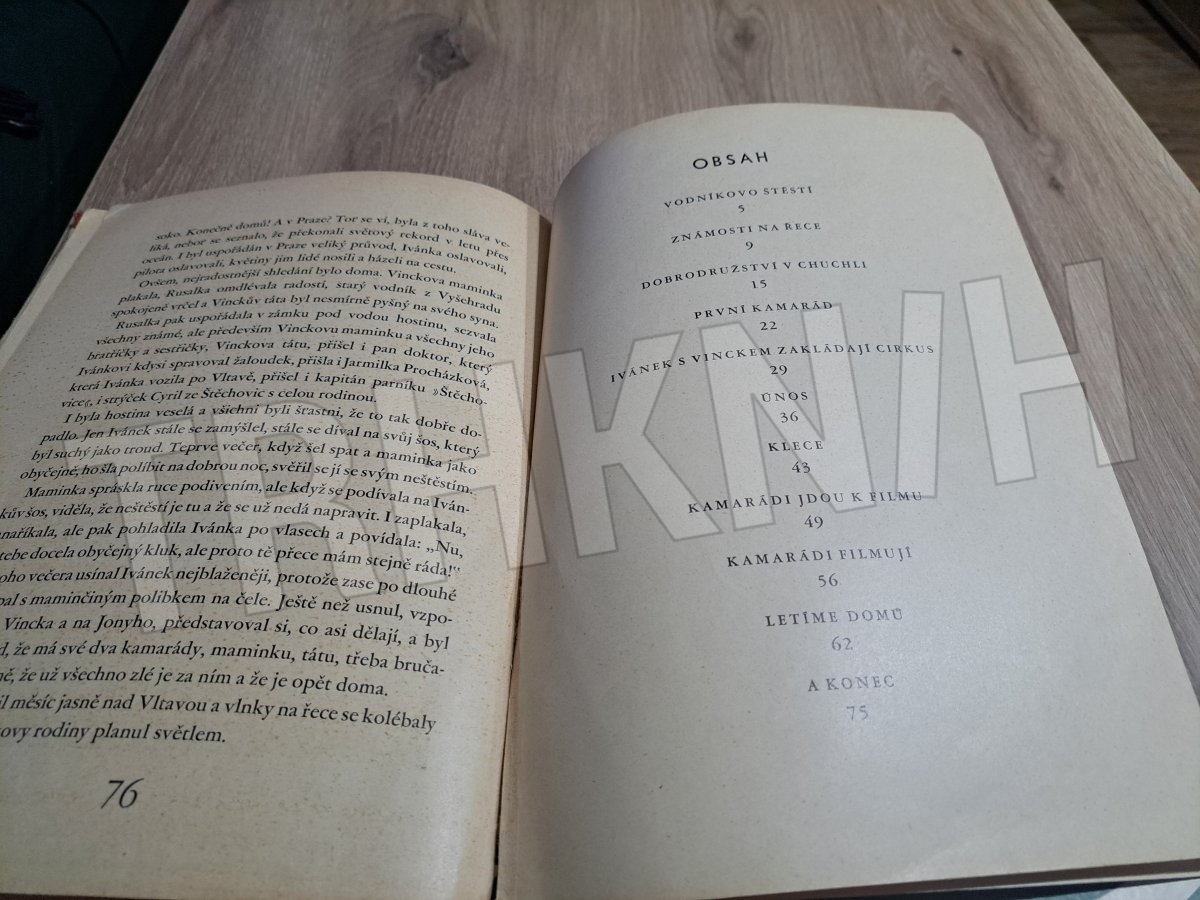 soko. Konečně domů! A v Praze? Toť se ví, byla z toho sláva ve-
liká, neboť se seznalo, že překonali světový rekord v letu přes
oceán. I byl uspořádán v Praze veliký průvod, Ivánka oslavovali,
pilota oslavovali, květiny jim lidé nosili a házeli na cestu.
Ovšem, nejradostnější shledání bylo doma. Vinckova maminka
plakala, Rusalka omdlévala radostí, starý vodník z Vyšehradu
spokojeně vrčel a Vinckův táta byl nesmírně pyšný na svého syna.
Rusalka pak uspořádala v zámku pod vodou hostinu, sezvala
všechny známé, ale především Vinckovu maminku a všechny jeho
bratříčky a sestřičky, Vinckova tátu, přišel i pan doktor, který
Ivánkovi kdysi spravoval žaloudek, přišla i Jarmilka Procházková,
která Ivánka vozila po Vltavě, přišel i kapitán parníku »Štěcho-
vice«, i strýček Cyril ze Štěchovic s celou rodinou.
I byla hostina veselá a všichni byli šťastni, že to tak dobře do-
padlo. Jen Ivánek stále se zamýšlel, stále se díval na svůj šos, který
byl suchý jako troud. Teprve večer, když šel spat a maminka jako
obyčejně, ho šla políbit na dobrou noc, svěřil se jí se svým neštěstím.
Maminka spráskla ruce podivením, ale když se podívala na Iván-
kův šos, viděla, že neštěstí je tu a že se už nedá napravit. I zaplakala,
naříkala, ale pak pohladila Ivánka po vlasech a povídala: „Nu,
tebe docela obyčejný kluk, ale proto tě přece mám stejně ráda!“
oho večera usínal Ivánek nejblaženěji, protože zase po dlouhé
pal s maminčiným polibkem na čele. Ještě než usnul, vzpo-
Vincka a na Jonyho, představoval si, co asi dělají, a byl
d, že má své dva kamarády, maminku, tátu, třeba bruča-
ně, že už všechno zlé je za ním a že je opět doma.
il měsíc jasně nad Vltavou a vlnky na řece se kolébaly
ovy rodiny planul světlem.
76
OBSAH
VODNÍKOVO ŠTĚSTÍ
5
ZNÁMOSTI NA ŘECE
9
DOBRODRUŽSTVÍ V CHUCHLI
15
PRVNÍ KAMARÁD
22
IVÁNEK S VINCKEM ZAKLÁDAJÍ CIRKUS
29
ÚNOS
36
KLECE
43
KAMARÁDI JDOU K FILMU
49
KAMARÁDI FILMUJÍ
56
LETÍME DOMŮ
62
A KONEC
75
TRHKNIH